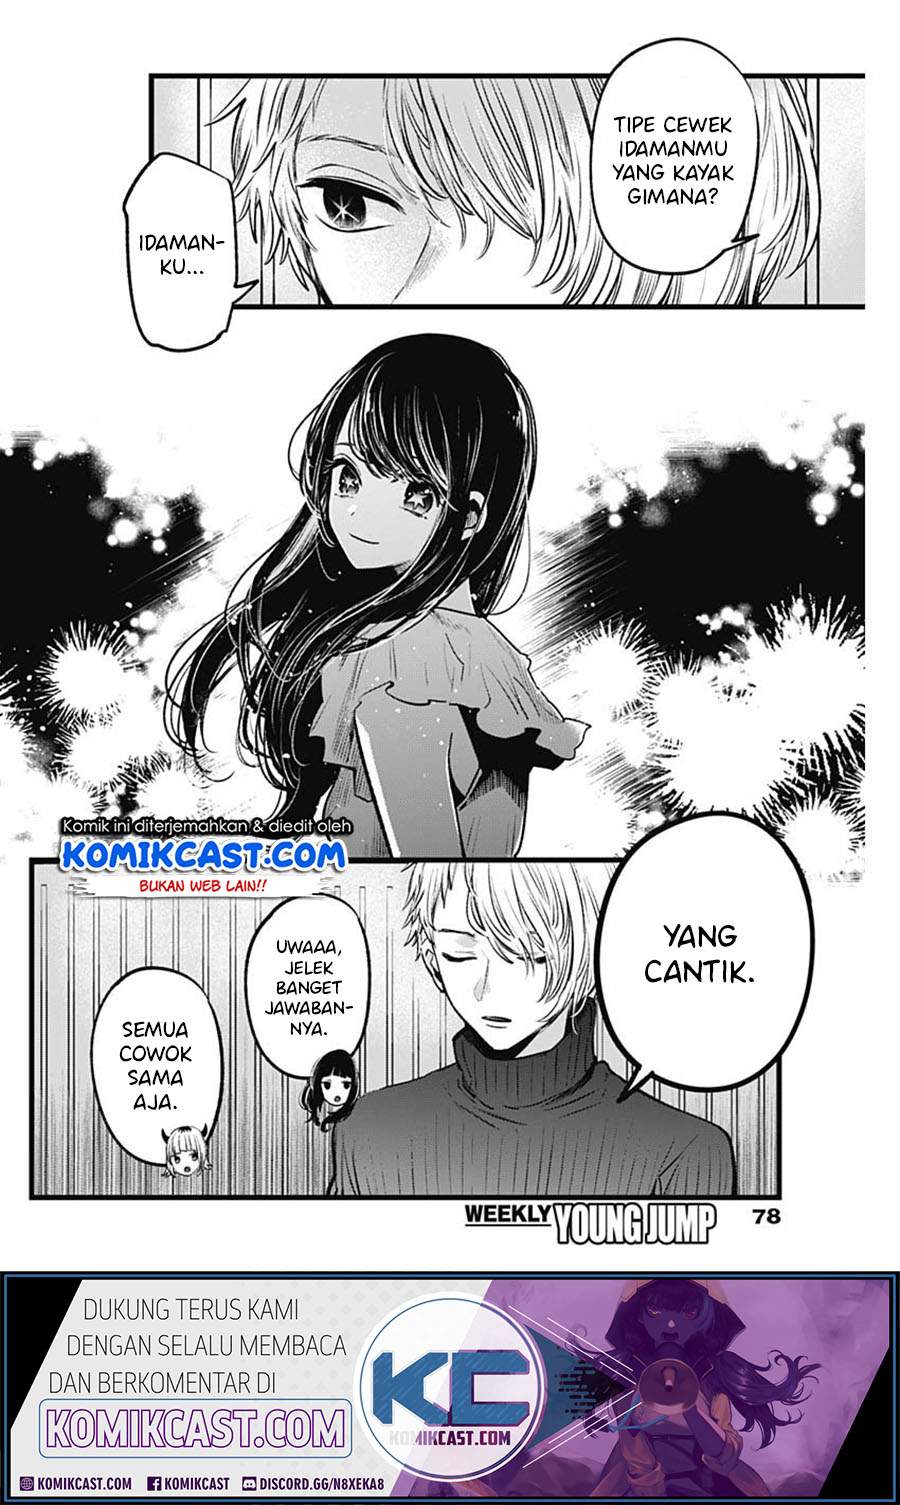 TIPE CEWEK
IDAMANMU
YANG KAYAK
GIMANA?
IDAMAN-
KU...
Komik ini diterjemahkan & diedit oleh
KOMIKCAST.COM
BUKAN WEB LAIN!!
YANG
CANTIK.
UWAAA,
JELEK
BANGET
JAWABAN-
NYA.
SEMUA
COWOK
SAMA
AJA.
WEEKLY YOUNG JUMP 78
DUKUNG TERUS KAMI
DENGAN SELALU MEMBACA
DAN BERKOMENTAR DI
KOMIKCAST.COM
KC
KOMIKCAST.COM
KOMIKCAST.COM KOMIKCAST DISCORD.GG/N8XEKA8